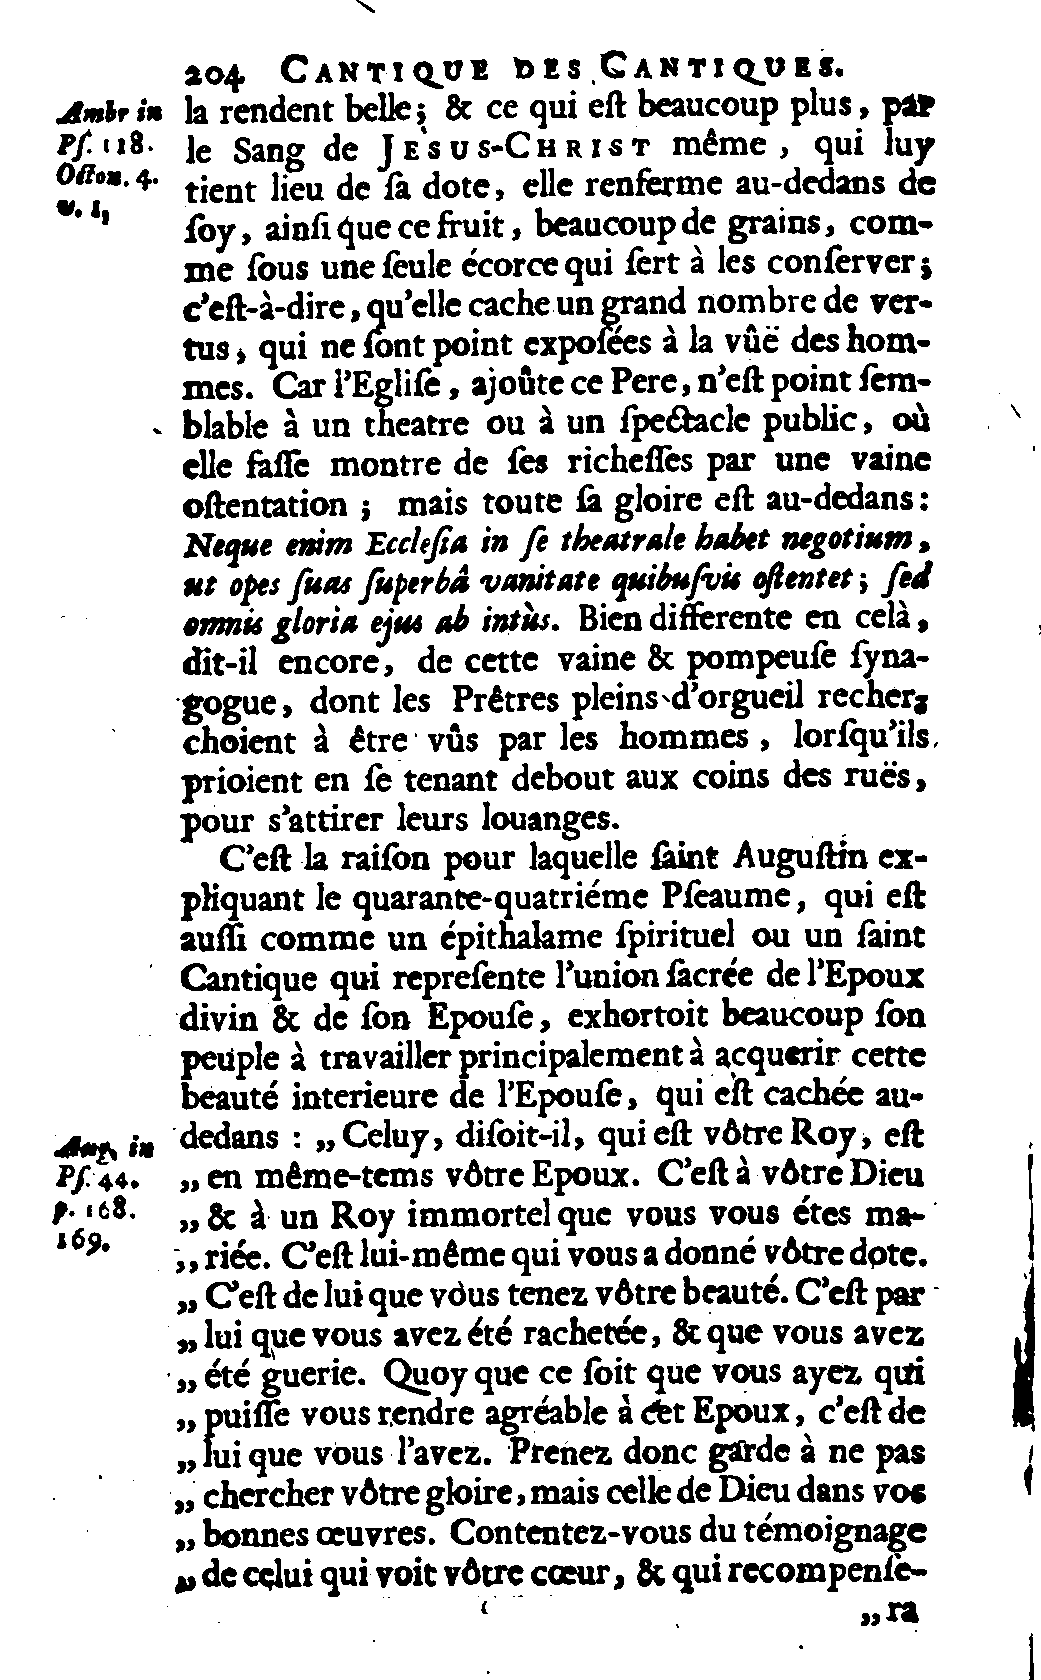 204 CANTIQUE DES CANTIQUES.
Ambr in
Pſ. 118.
Octon. 4.
v. 1,
la rendent belle; & ce qui eſt beaucoup plus, par
le Sang de JESUS-CHRIST même, qui luy
tient lieu de ſa dote, elle renferme au-dedans de
ſoy, ainſi que ce fruit, beaucoup de grains, com-
me ſous une ſeule écorce qui ſert à les conſerver;
c'eſt-à-dire, qu'elle cache un grand nombre de ver-
tus, qui ne ſont point expoſées à la vûë des hom-
mes. Car l'Egliſe, ajoûte ce Pere, n'eſt point ſem-
blable à un theatre ou à un ſpectacle public, où
elle faſſe montre de ſes richeſſes par une vaine
oſtentation ; mais toute ſa gloire eſt au-dedans:
Neque enim Eccleſia in ſe theatrale habet negotium,
ut opes ſuas ſuperbâ vanitate quibuſvis oſtentet; ſed
omnis gloria ejus ab intùs. Bien differente en celà,
dit-il encore, de cette vaine & pompeuſe ſyna-
gogue, dont les Prêtres pleins d'orgueil recher-
choient à être vûs par les hommes, lorſqu'ils
prioient en ſe tenant debout aux coins des ruës,
pour s'attirer leurs louanges.
C'eſt la raiſon pour laquelle ſaint Auguſtin ex-
pliquant le quarante-quatriéme Pſeaume, qui eſt
auſſi comme un épithalame ſpirituel ou un ſaint
Cantique qui repreſente l'union ſacrée de l'Epoux
divin & de ſon Epouſe, exhortoit beaucoup ſon
peuple à travailler principalement à acquerir cette
beauté interieure de l'Epouſe, qui eſt cachée au-
dedans : „ Celuy, diſoit-il, qui eſt vôtre Roy, eſt
Aug. in
Pſ. 44.
p. 168.
169.
„ en même-tems vôtre Epoux. C'eſt à vôtre Dieu
„ & à un Roy immortel que vous vous étes ma-
„ riée. C'eſt lui-même qui vous a donné vôtre dote.
„ C'eſt de lui que vous tenez vôtre beauté. C'eſt par
„ lui que vous avez été rachetée, & que vous avez
„ été guerie. Quoy que ce ſoit que vous ayez qui
„ puiſſe vous rendre agréable à cet Epoux, c'eſt de
„ lui que vous l'avez. Prenez donc garde à ne pas
„ chercher vôtre gloire, mais celle de Dieu dans vos
„ bonnes œuvres. Contentez-vous du témoignage
„ de celui qui voit vôtre cœur, & qui recompenſe-
„ ra